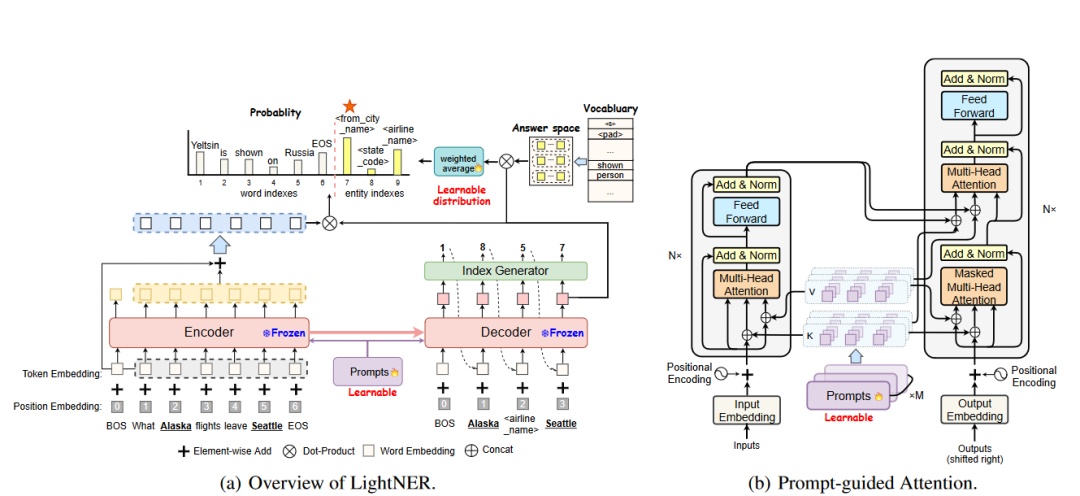 Probablity
Yeltsin
is
shown
on
Russia
EOS
<from_city
_name>
<state
_code>
<airline
_name>
1 2 3 4 5 6 7 8 9
word indexes
entity indexes
weighted
average
Learnable
distribution
Answer space
...
...
...
Vocabluary
<s>
<pad>
...
shown
person
...
1 8 5 7
Index Generator
Encoder
Frozen
Decoder
Frozen
Prompts
Learnable
Token Embedding:
Position Embedding:
0 1 2 3 4 5 6
0 1 2 3
BOS What Alaska flights leave Seattle EOS
BOS Alaska <airline
_name> Seattle
Element-wise Add Dot-Product Word Embedding Concat
(a) Overview of LightNER.
Add & Norm
Feed
Forward
Add & Norm
Multi-Head
Attention
N×
Add & Norm
Feed
Forward
Add & Norm
Multi-Head
Attention
N×
Add & Norm
Masked
Multi-Head
Attention
V
K
Positional
Encoding
Input
Embedding
Inputs
Prompts
×M
Learnable
Positional
Encoding
Output
Embedding
Outputs
(shifted right)
(b) Prompt-guided Attention.